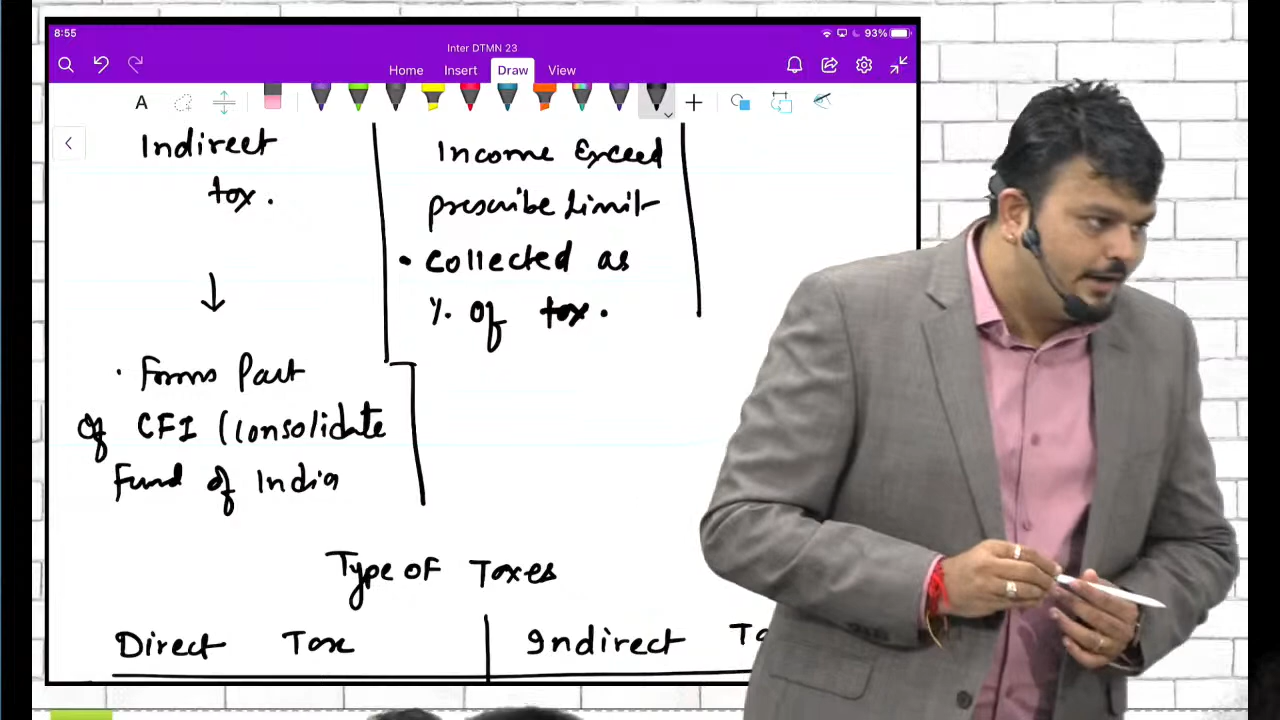 8:55
93%
Inter DTMN 23
Home Insert Draw View
A
Indirect
tax.
Forms Part
of CFI (Consolidate
Fund of India
Income Exceed
prescribe Limit
• Collected as
% of tax.
Type of Taxes
Direct Tax
Indirect